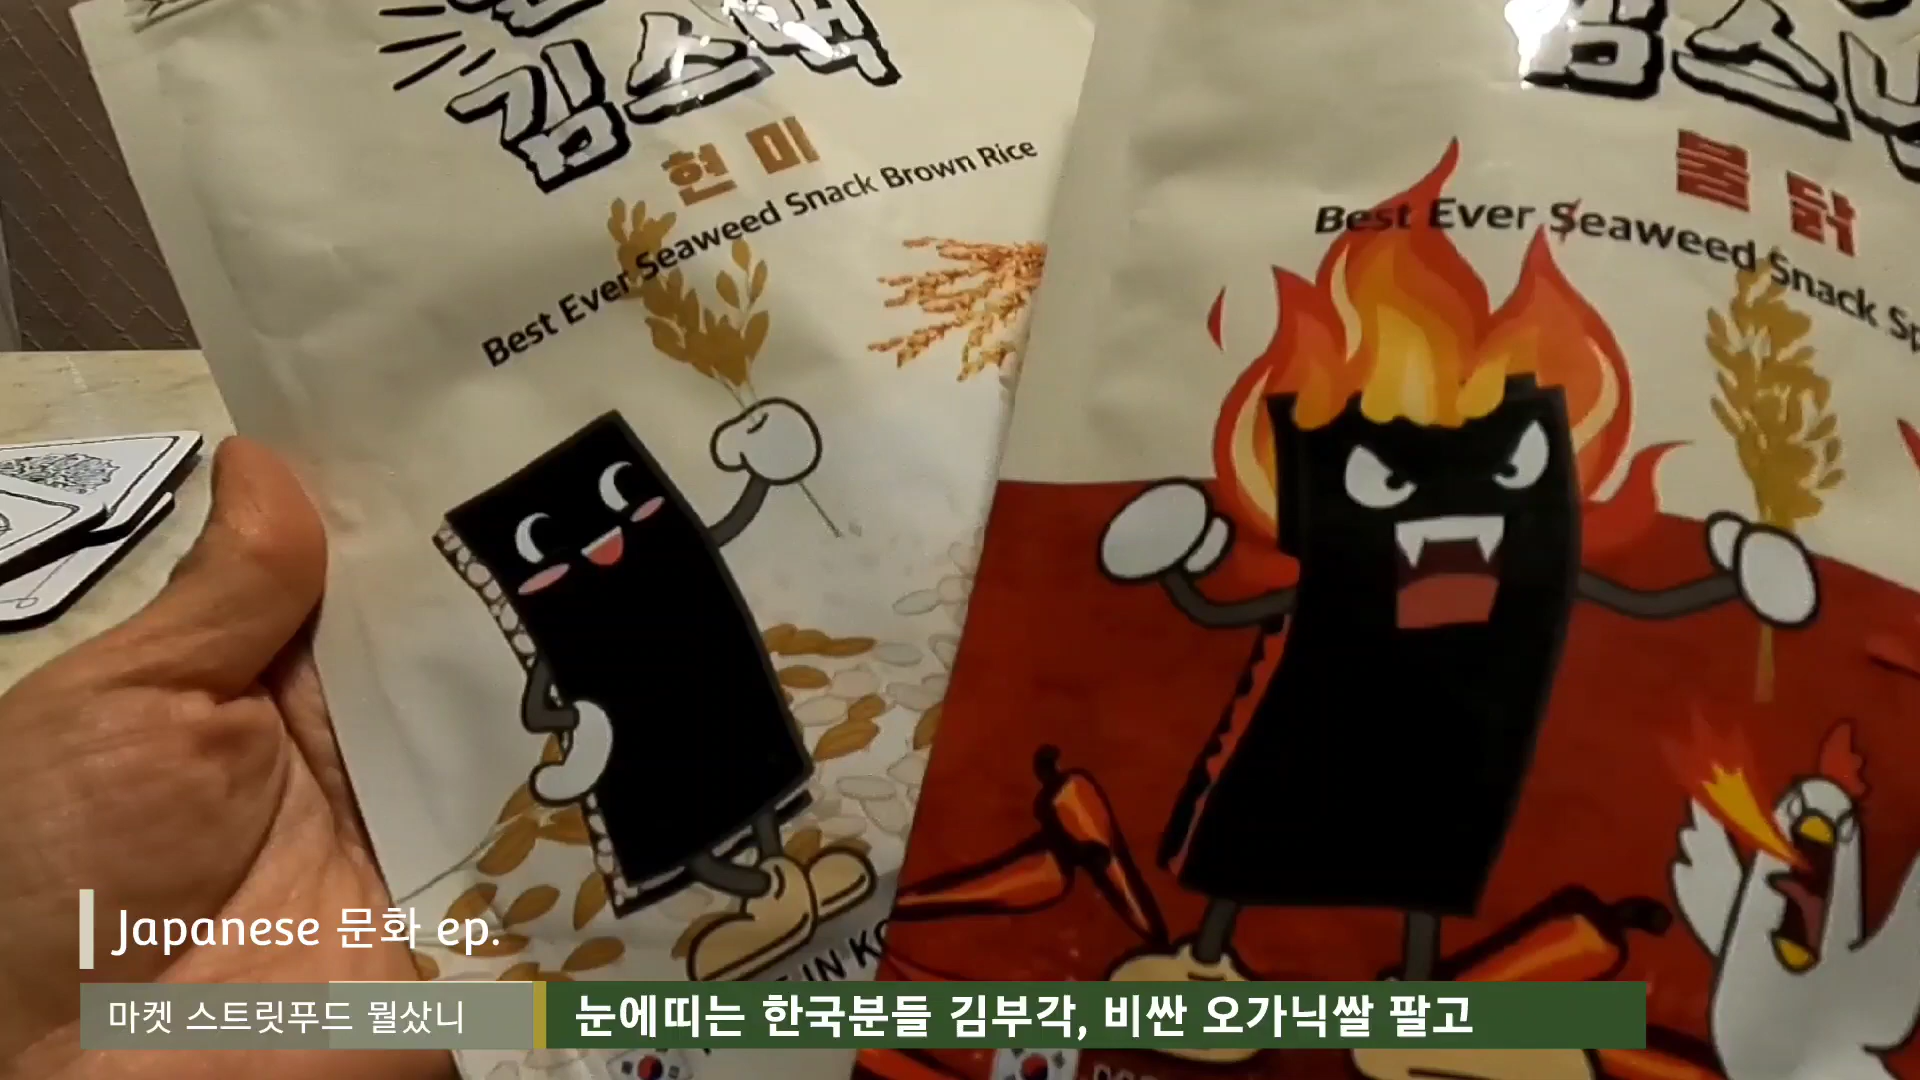 김스낵
현미
Best Ever Seaweed Snack Brown Rice
불닭
Best Ever Seaweed Snack
IN
Japanese 문화 ep.
마켓 스트릿푸드 뭘샀니
눈에띠는 한국분들 김부각, 비싼 오가닉쌀 팔고